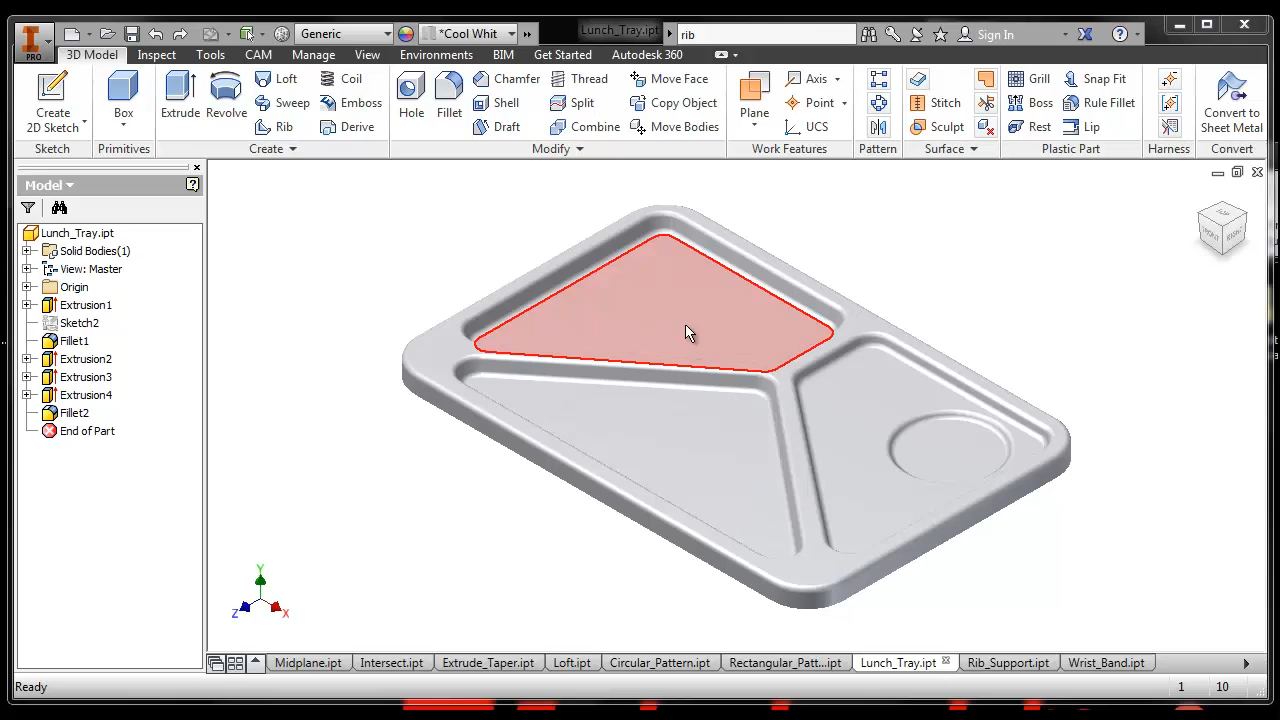 PRO
Generic
*Cool Whit
Lunch_Tray.ipt
rib
Sign In
3D Model Inspect Tools CAM Manage View Environments BIM Get Started Autodesk 360
Create
2D Sketch
Box
Extrude
Revolve
Loft
Coil
Sweep
Emboss
Rib
Derive
Hole
Fillet
Chamfer
Thread
Move Face
Shell
Split
Copy Object
Draft
Combine
Move Bodies
Plane
Axis
Point
UCS
Stitch
Sculpt
Grill
Snap Fit
Boss
Rule Fillet
Rest
Lip
Convert to
Sheet Metal
Sketch Primitives Create Modify Work Features Pattern Surface Plastic Part Harness Convert
Model
Lunch_Tray.ipt
Solid Bodies(1)
View: Master
Origin
Extrusion1
Sketch2
Fillet1
Extrusion2
Extrusion3
Extrusion4
Fillet2
End of Part
TOP
FRONT
RIGHT
Y
Z
X
Midplane.ipt Intersect.ipt Extrude_Taper.ipt Loft.ipt Circular_Pattern.ipt Rectangular_Patt...ipt Lunch_Tray.ipt Rib_Support.ipt Wrist_Band.ipt
Ready
1 10